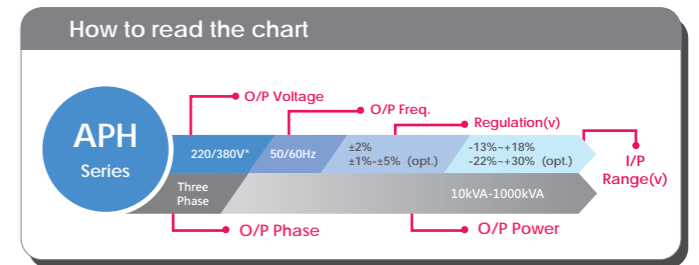 How to read the chart
O/P Voltage
O/P Freq.
Regulation(v)
APH
Series
220/380V*
50/60Hz
±2%
±1%-±5% (opt.)
-13%~+18%
-22%~+30% (opt.)
I/P
Range(v)
Three
Phase
10kVA-1000kVA
O/P Phase
O/P Power